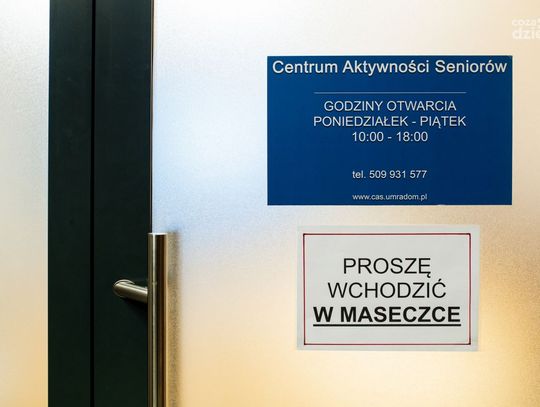 Centrum Aktywności Seniorów
GODZINY OTWARCIA
PONIEDZIAŁEK - PIĄTEK
10:00 - 18:00
tel. 509 931 577
www.cas.umradom.pl
PROSZĘ
WCHODZIĆ
W MASECZCE